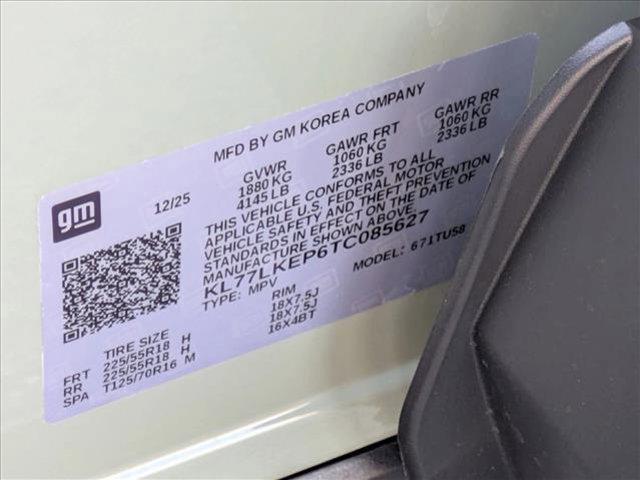 gm
12/25
MFD BY GM KOREA COMPANY
GVWR GAWR FRT GAWR RR
1880 KG 1060 KG 1060 KG
4145 LB 2336 LB 2336 LB
THIS VEHICLE CONFORMS TO ALL
APPLICABLE U.S. FEDERAL MOTOR
VEHICLE SAFETY AND THEFT PREVENTION
STANDARDS IN EFFECT ON THE DATE OF
MANUFACTURE SHOWN ABOVE
KL77LKEP6TC085627
TYPE: MPV MODEL: 671TU58
TIRE SIZE RIM
FRT 225/55R18 H 18X7.5J
RR 225/55R18 H 18X7.5J
SPA T125/70R16 M 16X4BT